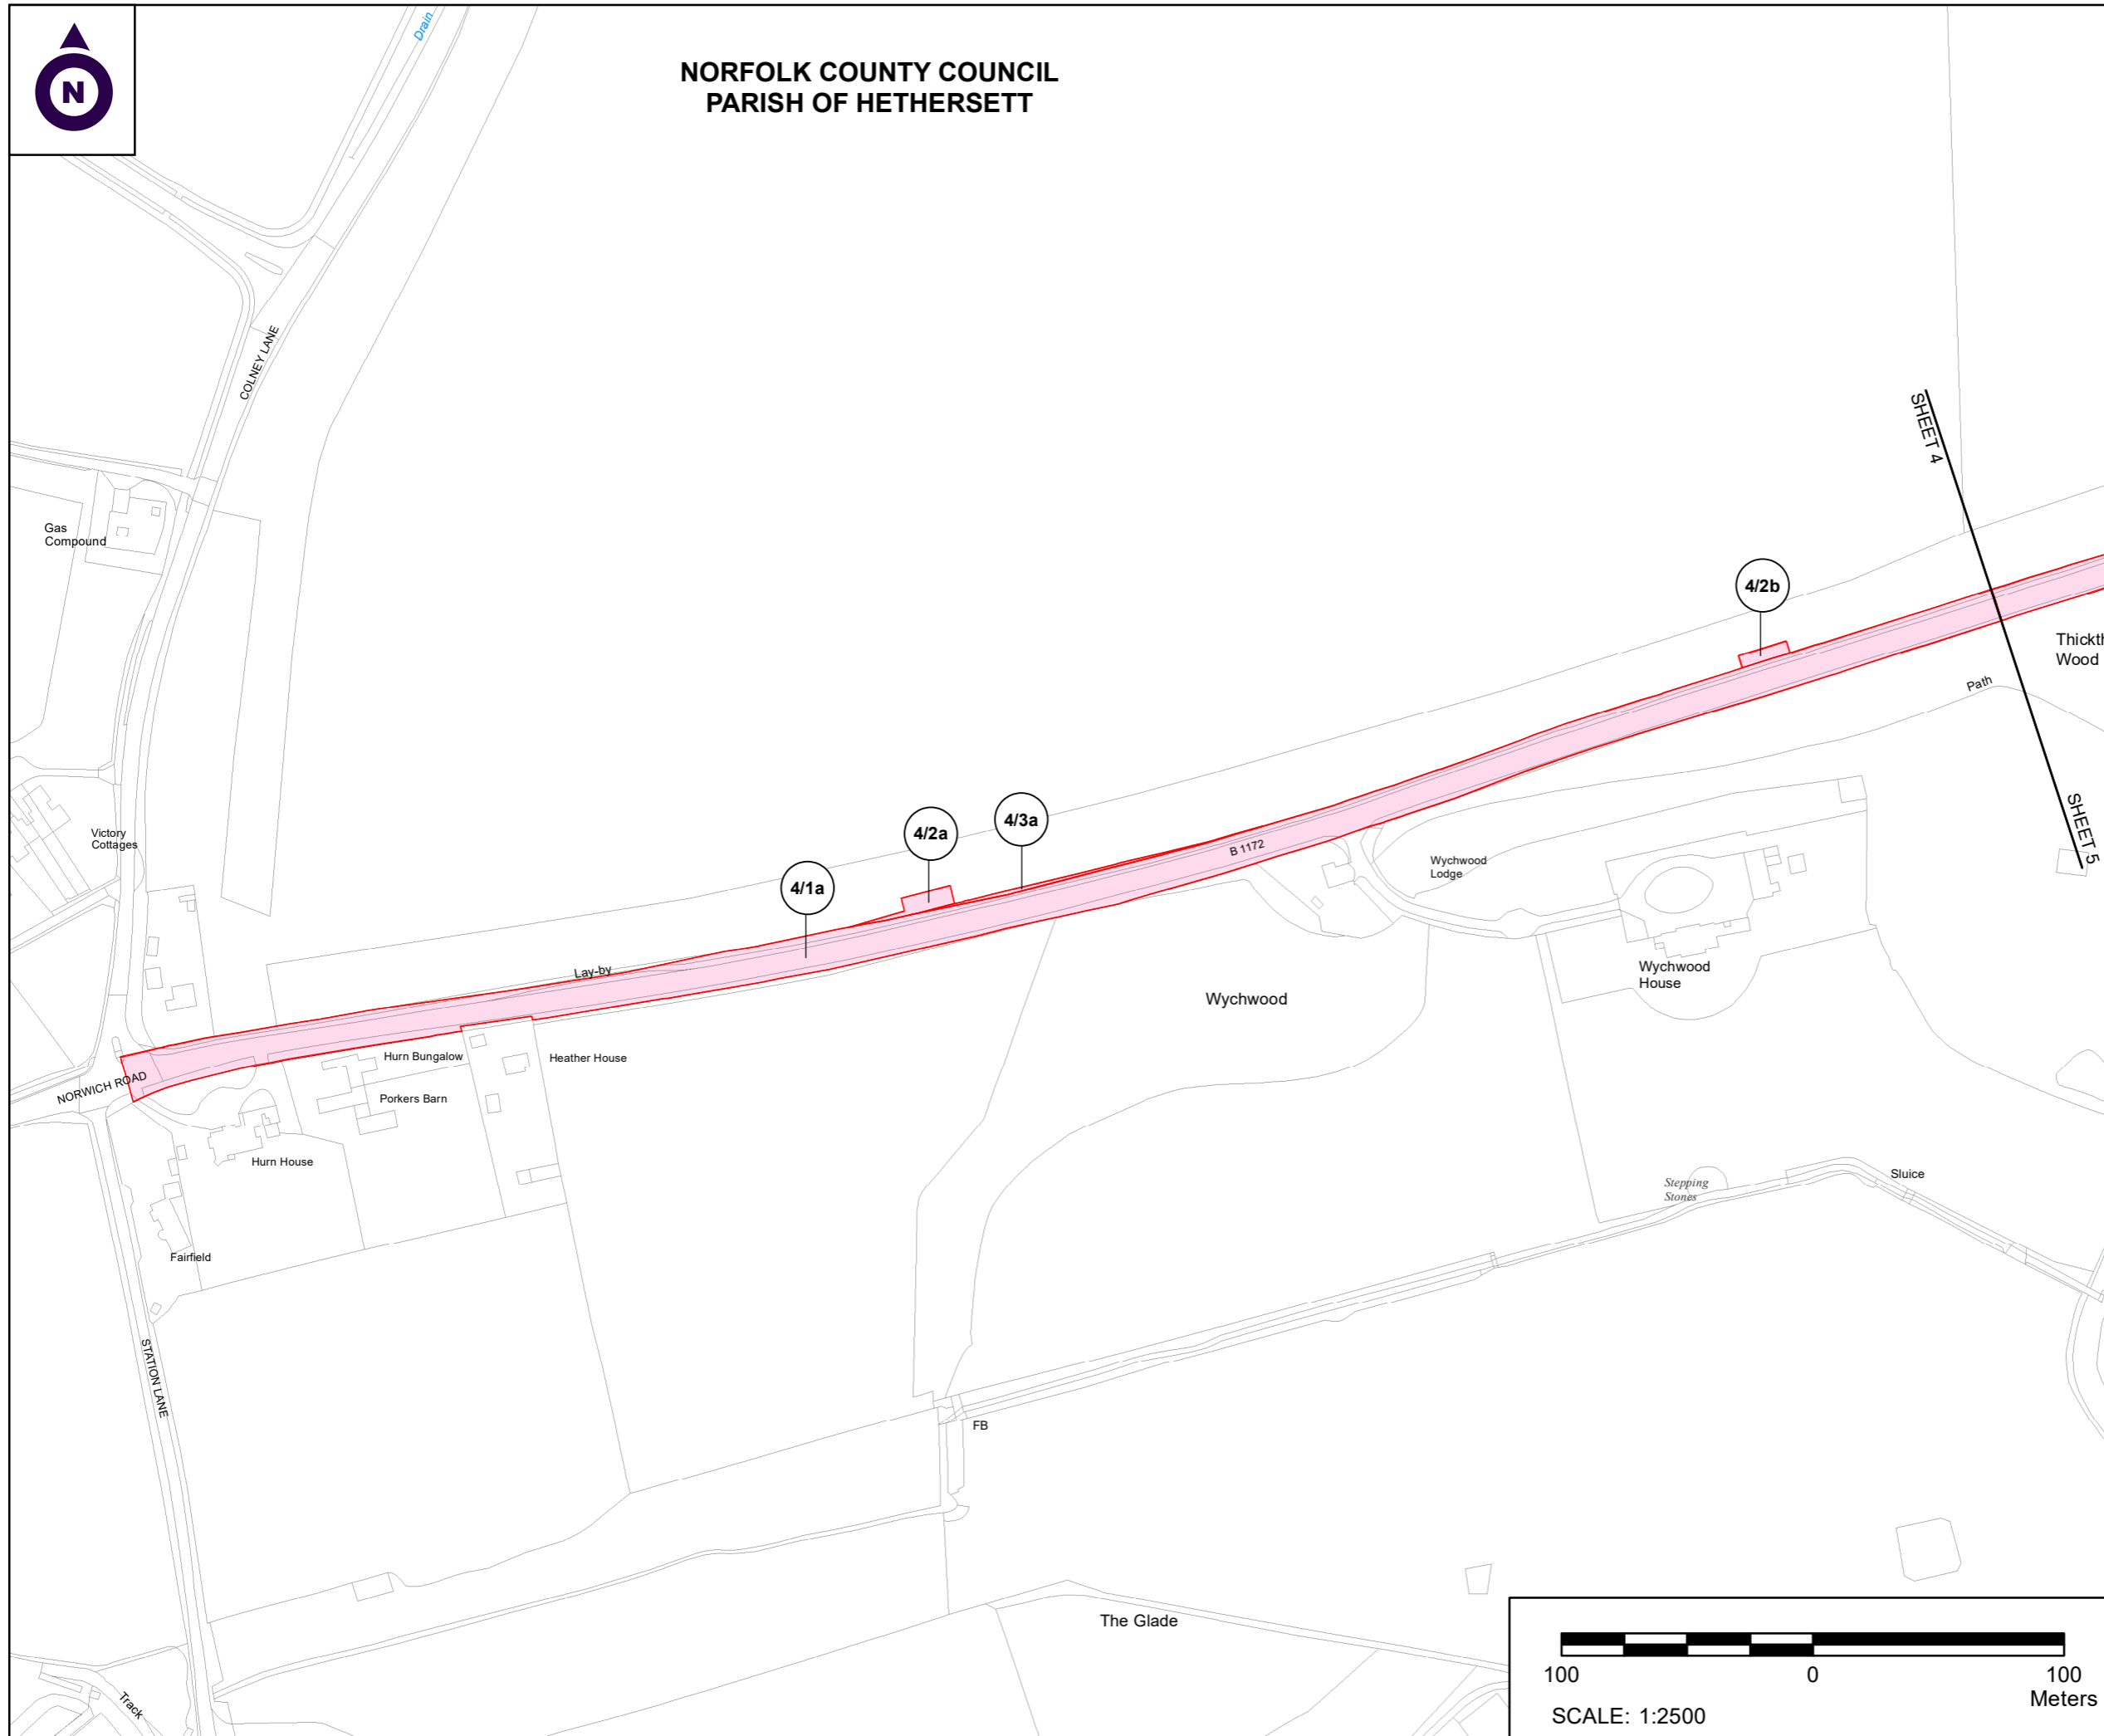 N
Drain
NORFOLK COUNTY COUNCIL
PARISH OF HETHERSETT
COLNEY LANE
SHEET 4
Gas
Compound
4/2b
Thickth
Wood
Path
4/2a
4/3a
SHEET 5
Victory
Cottages
B 1172
Wychwood
Lodge
4/1a
Lay-by
Wychwood
House
Wychwood
Hurn Bungalow
Heather House
NORWICH ROAD
Porkers Barn
Hurn House
Sluice
Stepping
Stones
Fairfield
STATION LANE
FB
The Glade
Track
100 0 100
Meters
SCALE: 1:2500